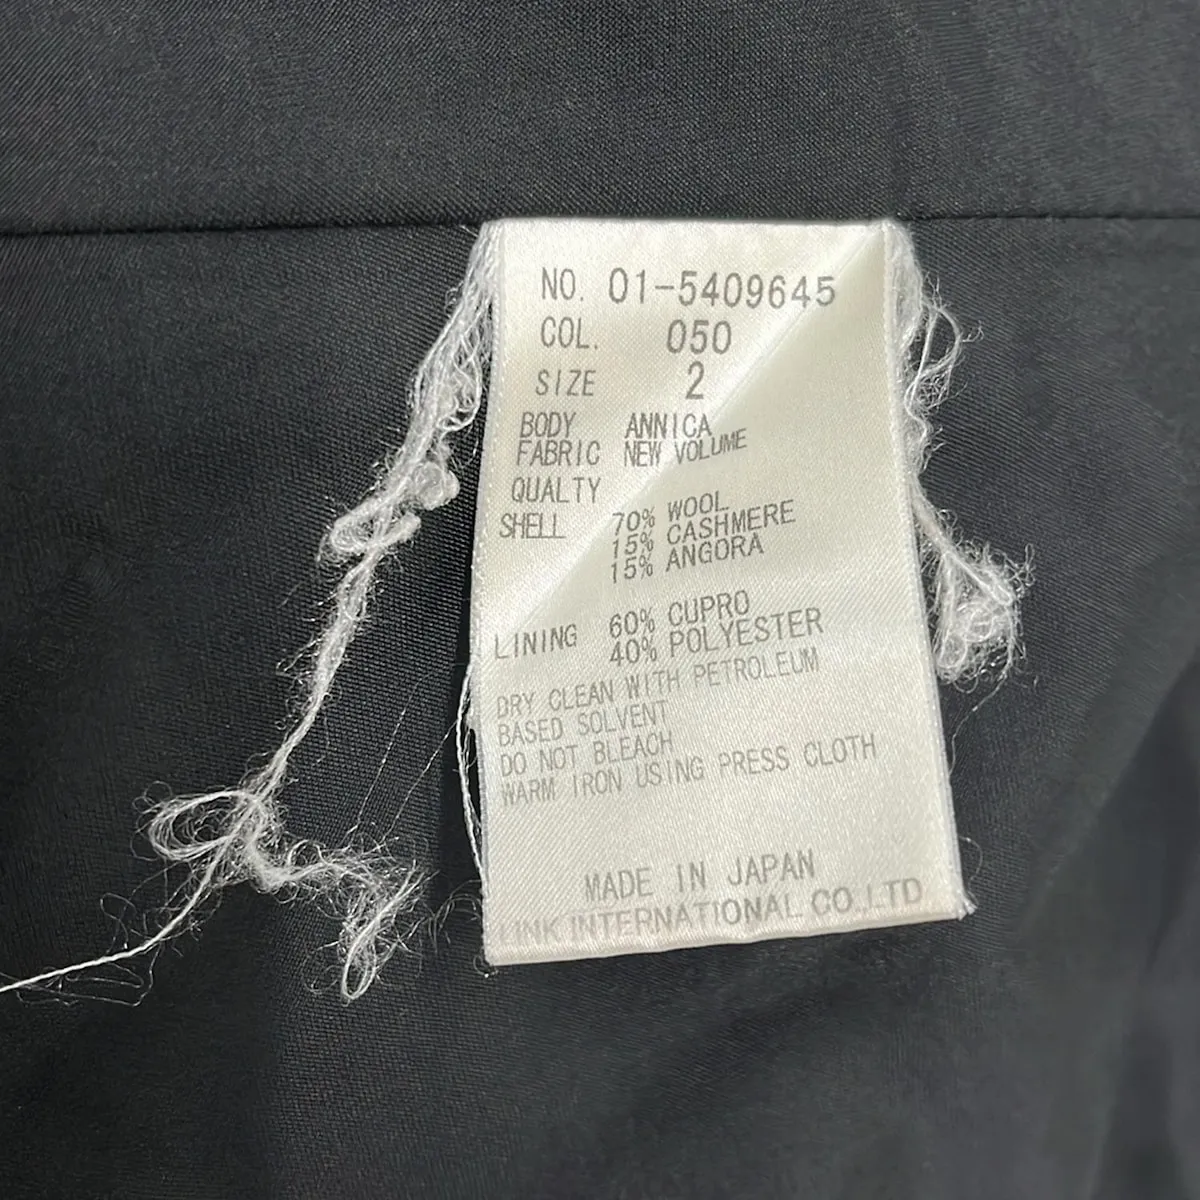 NO. 01-5409645
COL. 050
SIZE 2
BODY ANNICA
FABRIC NEW VOLUME
QUALTY
SHELL 70% WOOL
15% CASHMERE
15% ANGORA
LINING 60% CUPRO
40% POLYESTER
DRY CLEAN WITH PETROLEUM
BASED SOLVENT
DO NOT BLEACH
WARM IRON USING PRESS CLOTH
MADE IN JAPAN
LINK INTERNATIONAL CO.,LTD